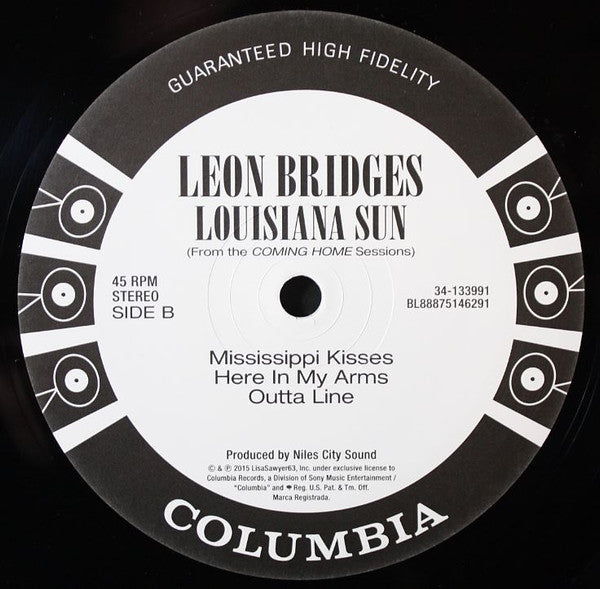 GUARANTEED HIGH FIDELITY
LEON BRIDGES
LOUISIANA SUN
(From the COMING HOME Sessions)
45 RPM
STEREO
SIDE B
34-133991
BL88875146291
Mississippi Kisses
Here In My Arms
Outta Line
Produced by Niles City Sound
© & ℗ 2015 LisaSawyer63, Inc. under exclusive license to
Columbia Records, a Division of Sony Music Entertainment /
"Columbia" and Reg. U.S. Pat. & Tm. Off.
Marca Registrada.
COLUMBIA